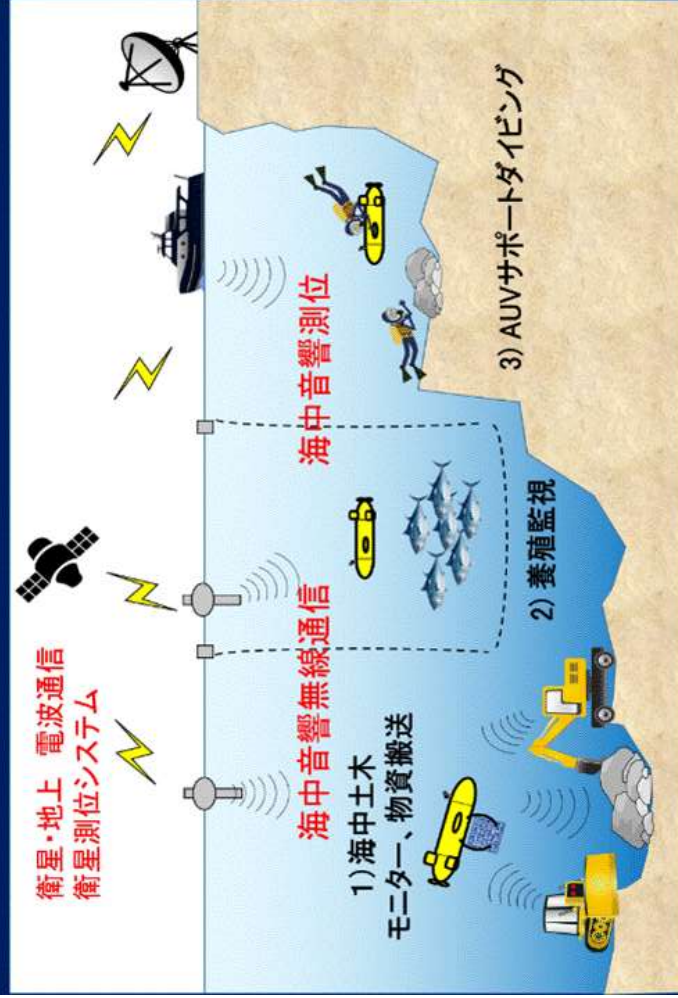 衛星・地上　電波通信
衛星測位システム
海中音響無線通信
海中音響測位
1) 海中土木
モニター、物資搬送
2) 養殖監視
3) AUVサポートダイビング